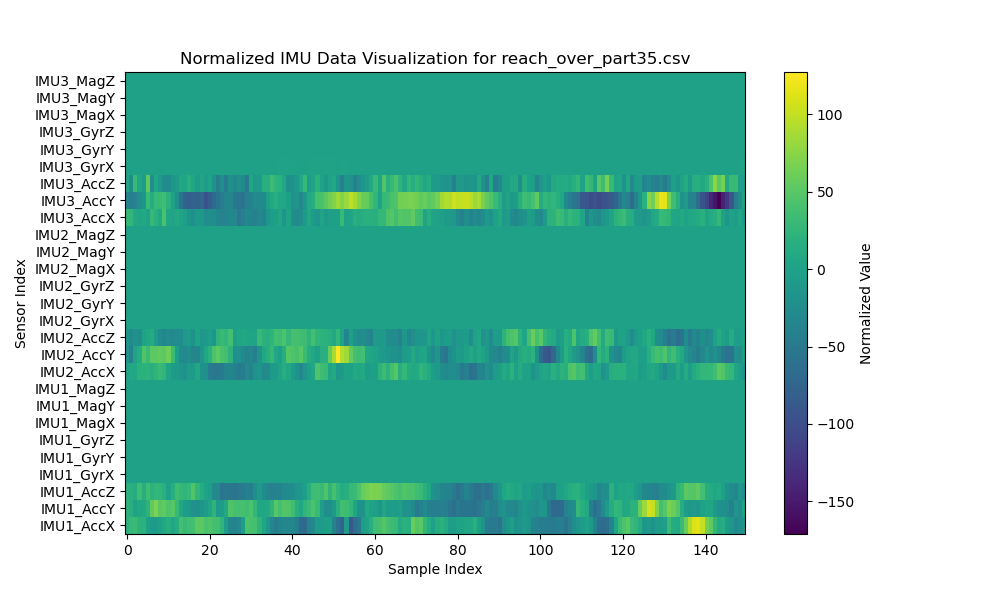 Normalized IMU Data Visualization for reach_over_part35.csv
IMU3_MagZ
IMU3_MagY
IMU3_MagX
IMU3_GyrZ
IMU3_GyrY
IMU3_GyrX
IMU3_AccZ
IMU3_AccY
IMU3_AccX
IMU2_MagZ
IMU2_MagY
IMU2_MagX
IMU2_GyrZ
IMU2_GyrY
IMU2_GyrX
IMU2_AccZ
IMU2_AccY
IMU2_AccX
IMU1_MagZ
IMU1_MagY
IMU1_MagX
IMU1_GyrZ
IMU1_GyrY
IMU1_GyrX
IMU1_AccZ
IMU1_AccY
IMU1_AccX
Sensor Index
0 20 40 60 80 100 120 140
Sample Index
100
50
0
−50
−100
−150
Normalized Value